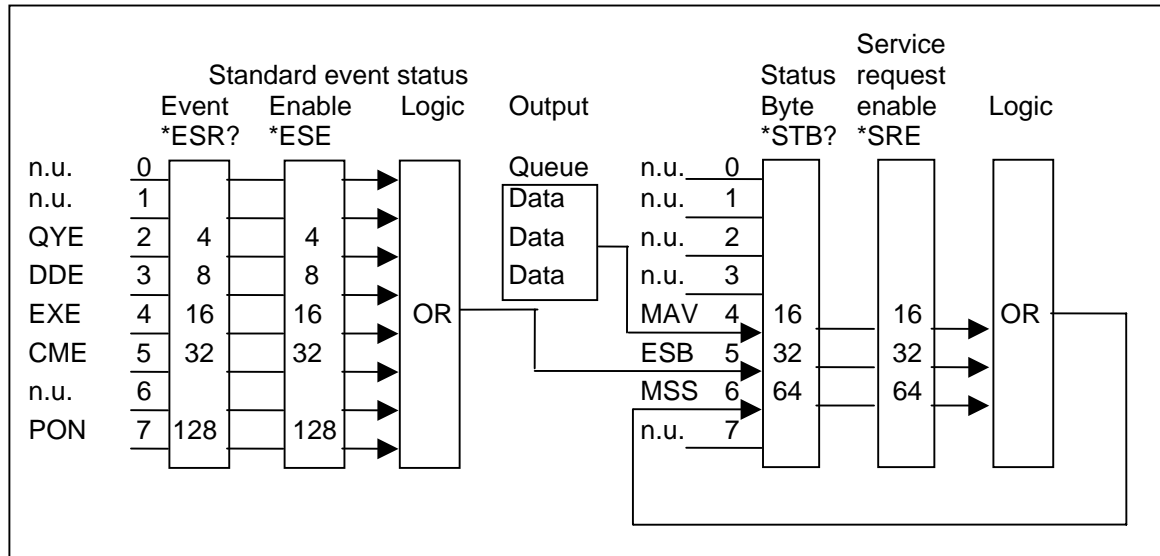 Service
Standard event status Status request
Event Enable Logic Output Byte enable Logic
*ESR? *ESE *STB? *SRE
n.u. 0 Queue n.u. 0
n.u. 1 Data n.u. 1
QYE 2 4 4 Data n.u. 2
DDE 3 8 8 Data n.u. 3
EXE 4 16 16 OR MAV 4 16 16 OR
CME 5 32 32 ESB 5 32 32
n.u. 6 MSS 6 64 64
PON 7 128 128 n.u. 7